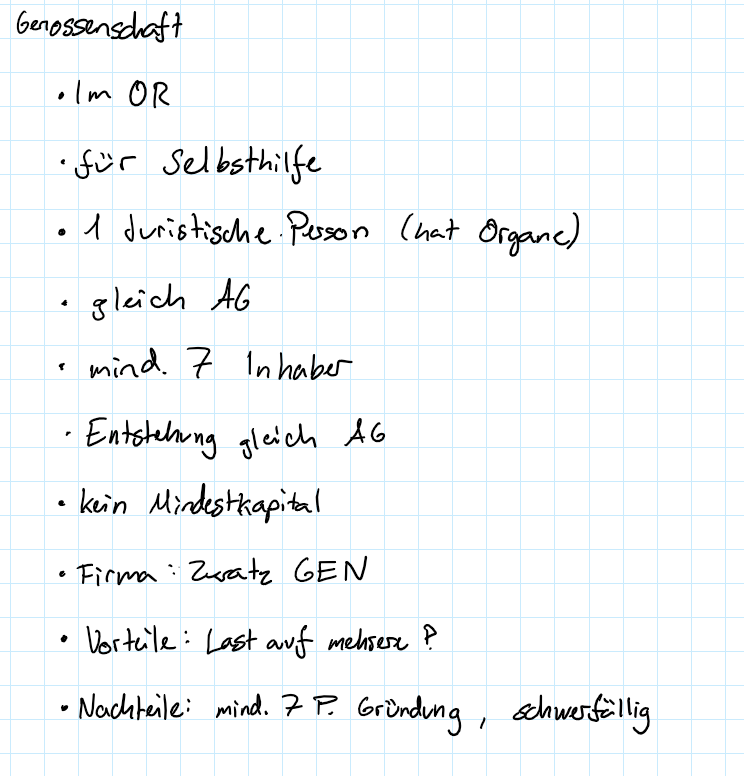 Genossenschaft
• Im OR
• für Selbsthilfe
• 1 Juristische Person (hat Organe)
• gleich AG
• mind. 7 Inhaber
• Entstehung gleich AG
• kein Mindestkapital
• Firma: Zusatz GEN
• Vorteile: Last auf mehrere P.
• Nachteile: mind. 7 P. Gründung, schwerfällig